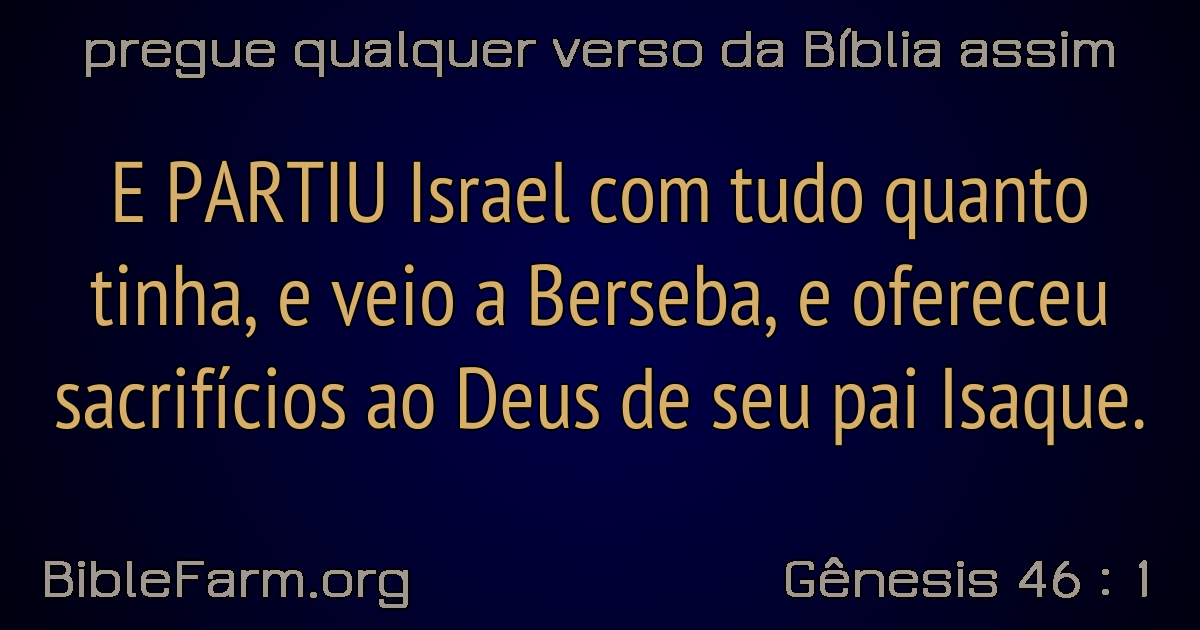 pregue qualquer verso da Bíblia assim
E PARTIU Israel com tudo quanto
tinha, e veio a Berseba, e ofereceu
sacrifícios ao Deus de seu pai Isaque.
BibleFarm.org
Gênesis 46 : 1